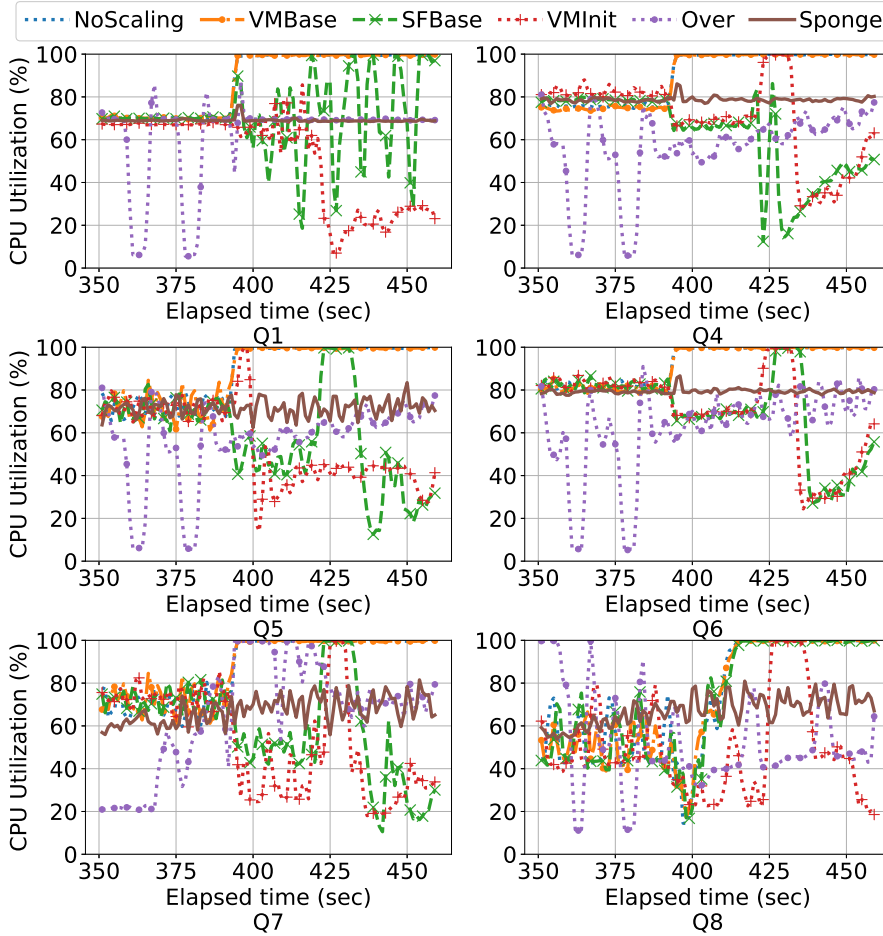 NoScaling VMBase SFBase VMInit Over Sponge
CPU Utilization (%)
100
80
60
40
20
0
350 375 400 425 450
Elapsed time (sec)
Q1
350 375 400 425 450
Elapsed time (sec)
Q4
CPU Utilization (%)
100
80
60
40
20
0
100
80
60
40
20
0
350 375 400 425 450
Elapsed time (sec)
Q5
100
80
60
40
20
0
350 375 400 425 450
Elapsed time (sec)
Q6
CPU Utilization (%)
100
80
60
40
20
0
350 375 400 425 450
Elapsed time (sec)
Q7
100
80
60
40
20
0
350 375 400 425 450
Elapsed time (sec)
Q8